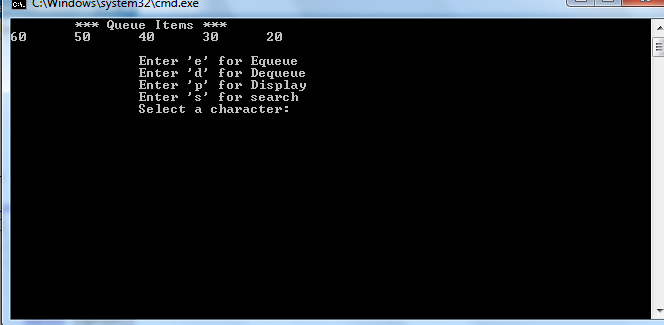 C:\Windows\system32\cmd.exe
*** Queue Items ***
60 50 40 30 20
Enter 'e' for Equeue
Enter 'd' for Dequeue
Enter 'p' for Display
Enter 's' for search
Select a character: